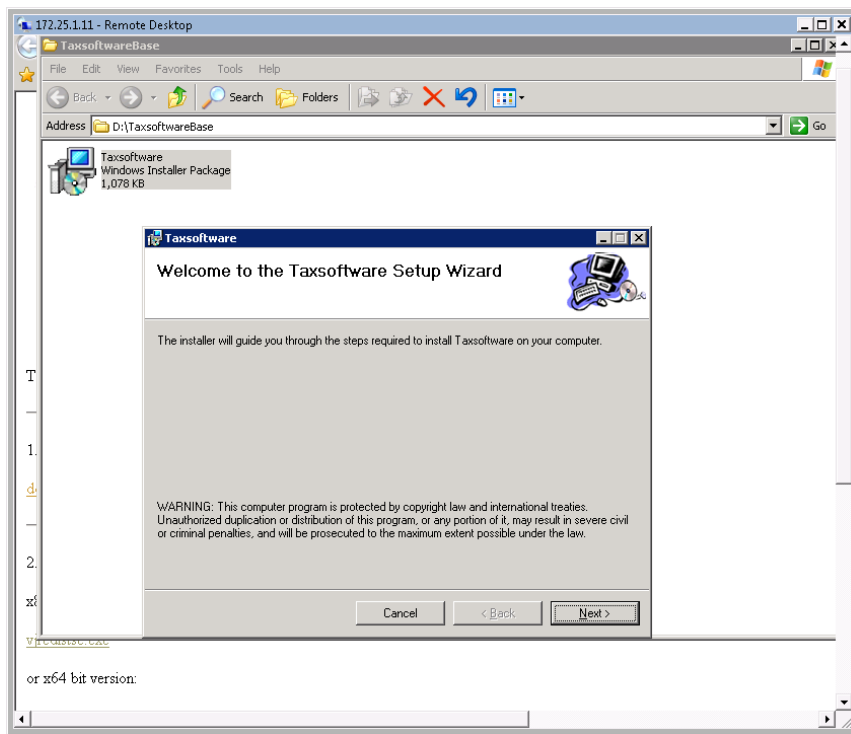 172.25.1.11 - Remote Desktop
TaxsoftwareBase
File Edit View Favorites Tools Help
Back Search Folders
Address D:\TaxsoftwareBase Go
Taxsoftware
Windows Installer Package
1,078 KB
Taxsoftware
Welcome to the Taxsoftware Setup Wizard
The installer will guide you through the steps required to install Taxsoftware on your computer.
T
1.
d
WARNING: This computer program is protected by copyright law and international treaties.
Unauthorized duplication or distribution of this program, or any portion of it, may result in severe civil
or criminal penalties, and will be prosecuted to the maximum extent possible under the law.
2.
Cancel < Back Next >
or x64 bit version: